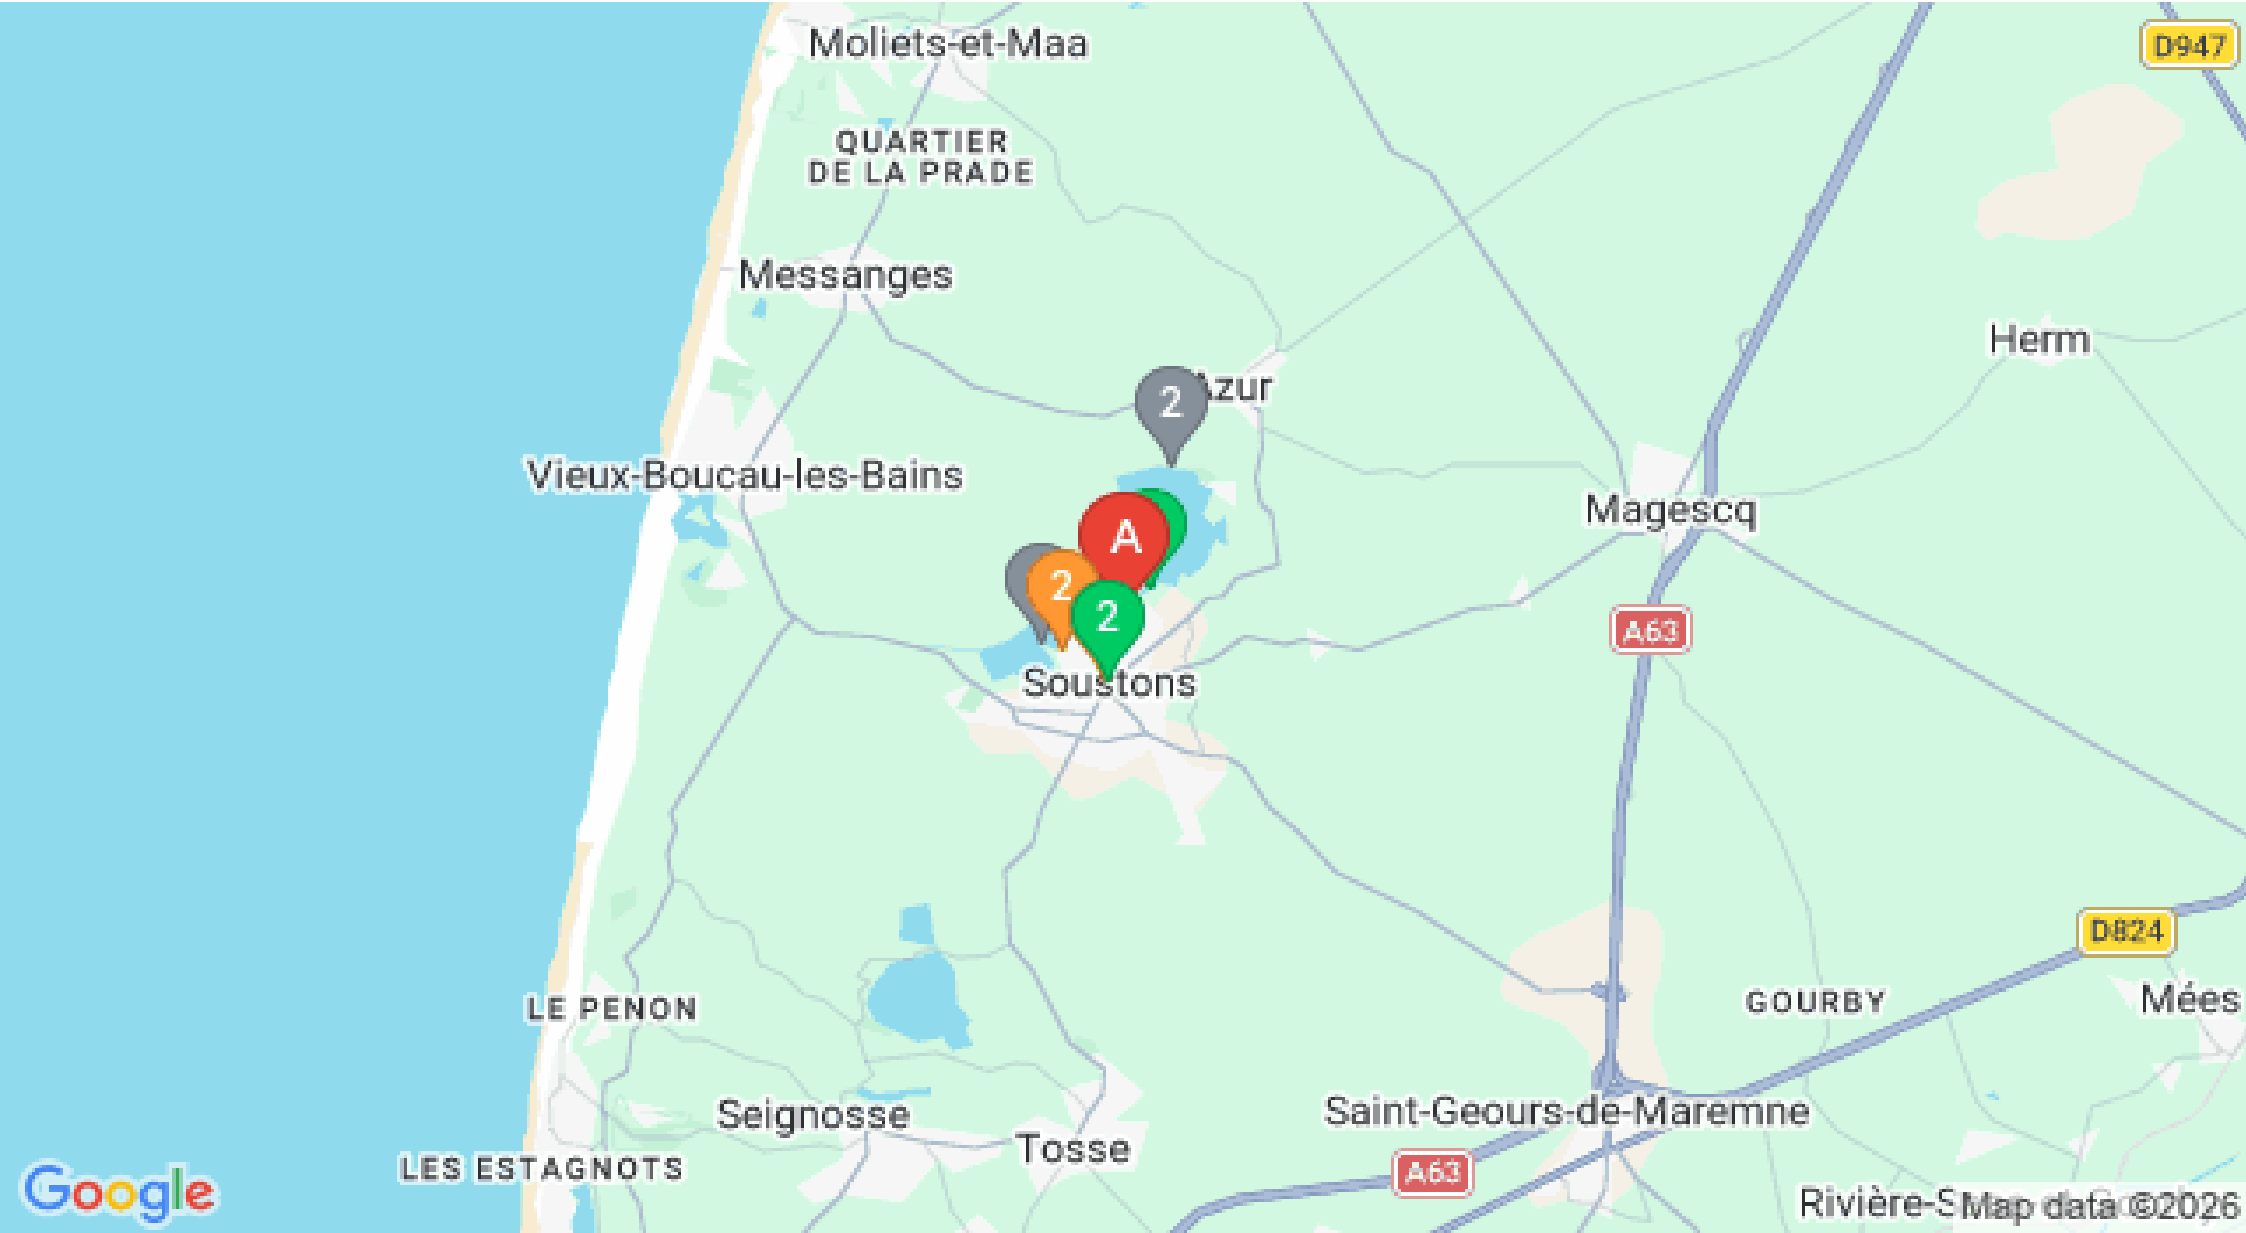 Moliets-et-Maa
D947
QUARTIER
DE LA PRADE
Messanges
Herm
2
Azur
Vieux-Boucau-les-Bains
Magescq
A
2
2
A63
Soustons
D824
LE PENON
GOURBY
Mées
Seignosse
Saint-Geours-de-Maremne
Tosse
LES ESTAGNOTS
A63
Google
Map data ©2026